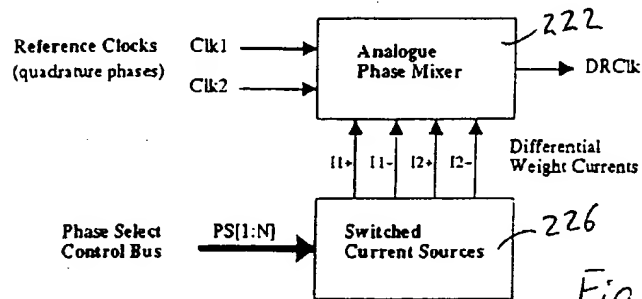 222
Reference Clocks
(quadrature phases)
Clk1
Clk2
Analogue
Phase Mixer
DRClk
I1+
I1-
I2+
I2-
Differential
Weight Currents
226
Phase Select
Control Bus
PS[1:N]
Switched
Current Sources
Fig